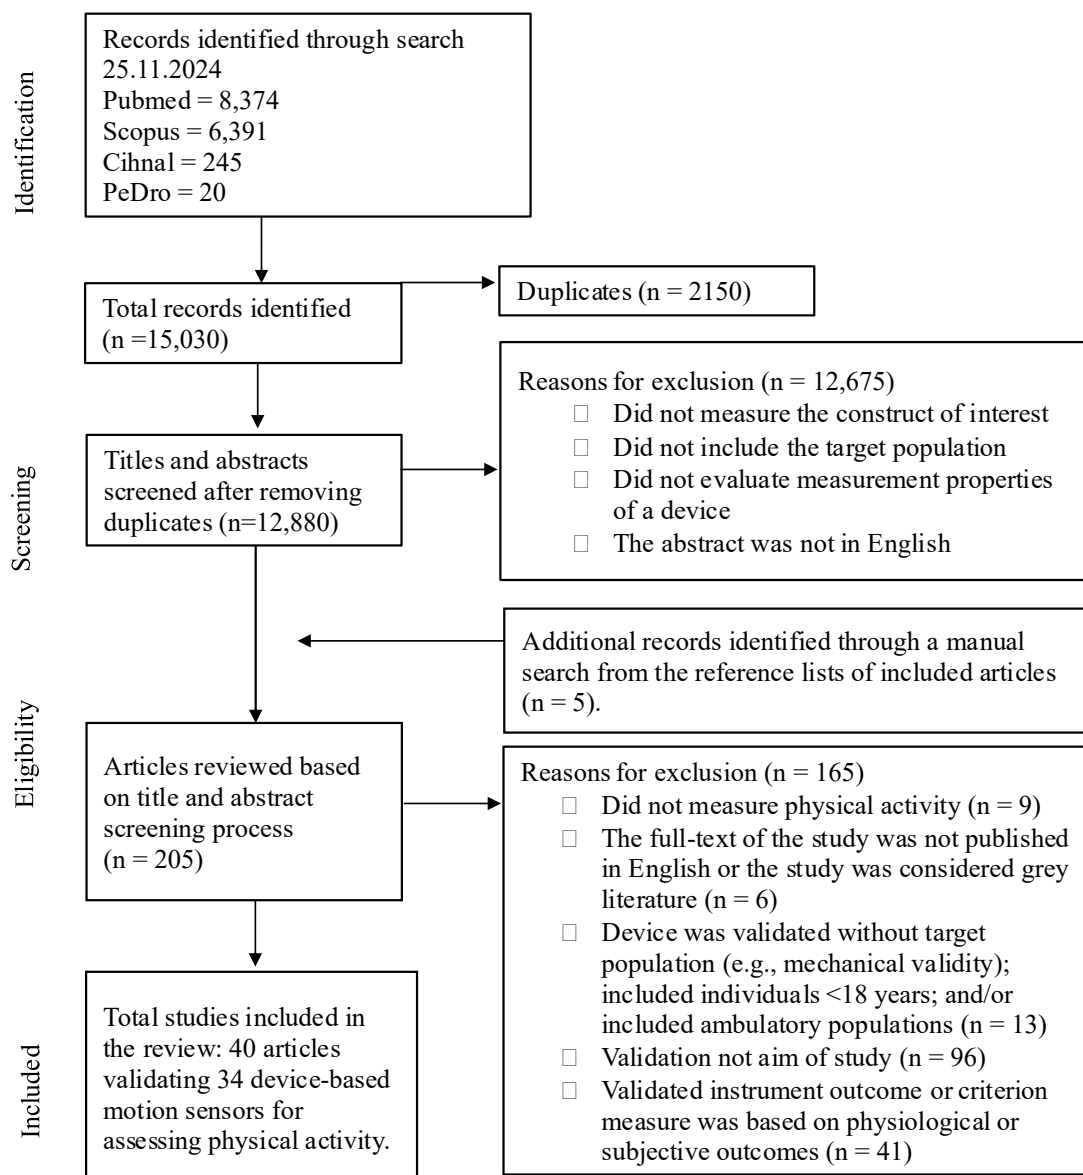 Identification
Records identified through search
25.11.2024
Pubmed = 8,374
Scopus = 6,391
Cihnal = 245
PeDro = 20
Total records identified
(n =15,030)
Duplicates (n = 2150)
Screening
Titles and abstracts
screened after removing
duplicates (n=12,880)
Reasons for exclusion (n = 12,675)
Did not measure the construct of interest
Did not include the target population
Did not evaluate measurement properties
of a device
The abstract was not in English
Additional records identified through a manual
search from the reference lists of included articles
(n = 5).
Eligibility
Articles reviewed based
on title and abstract
screening process
(n = 205)
Reasons for exclusion (n = 165)
Did not measure physical activity (n = 9)
The full-text of the study was not published
in English or the study was considered grey
literature (n = 6)
Device was validated without target
population (e.g., mechanical validity);
included individuals <18 years; and/or
included ambulatory populations (n = 13)
Validation not aim of study (n = 96)
Validated instrument outcome or criterion
measure was based on physiological or
subjective outcomes (n = 41)
Included
Total studies included in
the review: 40 articles
validating 34 device-based
motion sensors for
assessing physical activity.